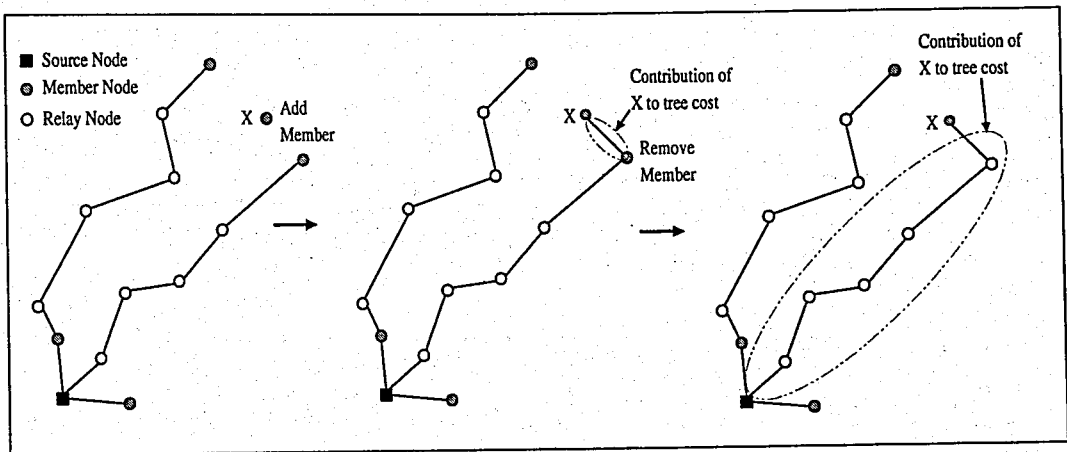 Source Node
Member Node
Relay Node
X
Add
Member
Contribution of
X to tree cost
X
Remove
Member
Contribution of
X to tree cost
X